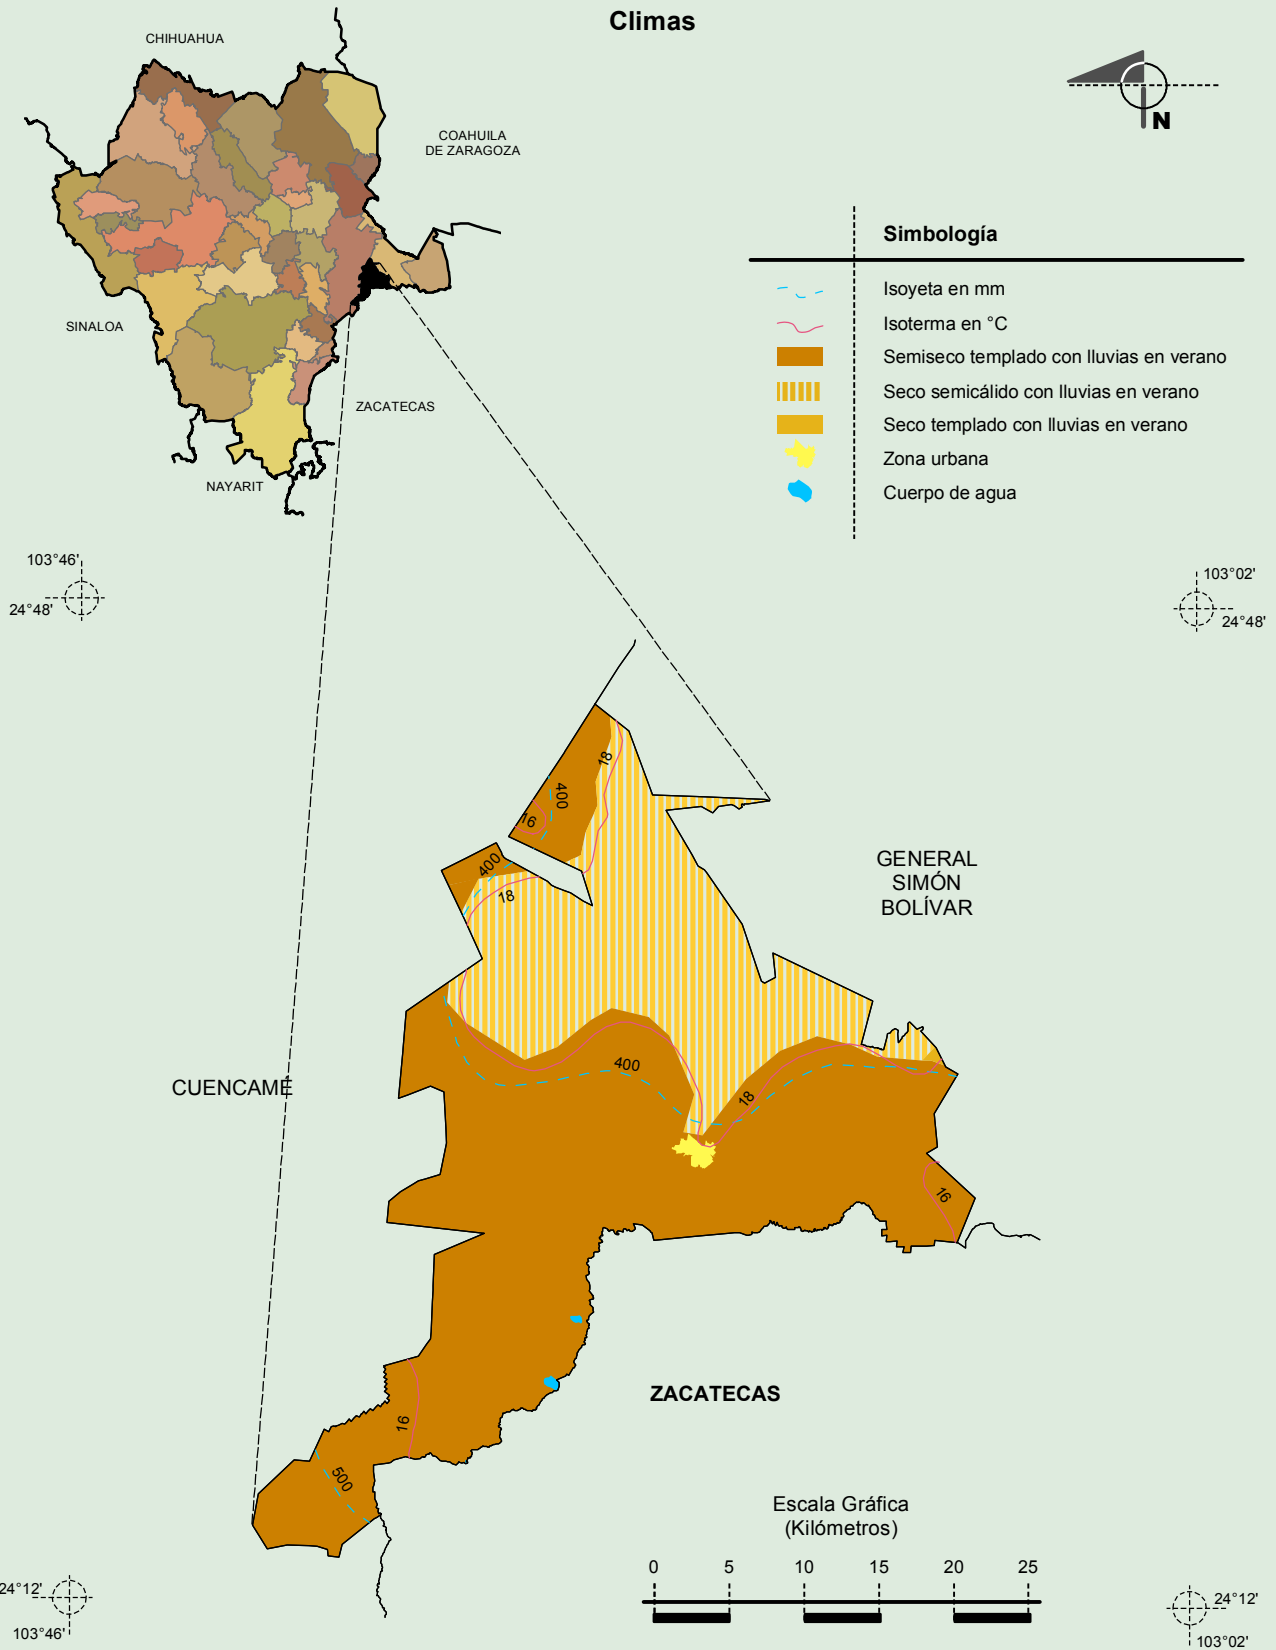 Climas
CHIHUAHUA
COAHUILA
DE ZARAGOZA
SINALOA
ZACATECAS
NAYARIT
N
Simbología
Isoyeta en mm
Isoterma en °C
Semiseco templado con lluvias en verano
Seco semicálido con lluvias en verano
Seco templado con lluvias en verano
Zona urbana
Cuerpo de agua
103°46'
24°48'
103°02'
24°48'
18
400
16
400
18
GENERAL
SIMÓN
BOLÍVAR
400
CUENCAMÉ
18
16
ZACATECAS
16
500
Escala Gráfica
(Kilómetros)
0 5 10 15 20 25
24°12'
103°46'
24°12'
103°02'